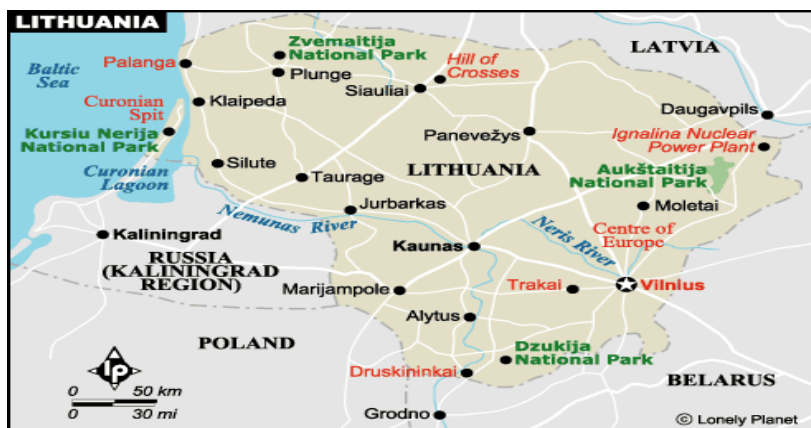 LITHUANIA
LATVIA
Baltic
Sea
Palanga
Zvemaitija
National Park
Plunge
Hill of
Crosses
Siauliai
Curonian
Spit
Klaipeda
Daugavpils
Kursiu Nerija
National Park
Panevežys
Ignalina Nuclear
Power Plant
Curonian
Lagoon
Silute
LITHUANIA
Aukštaitija
National Park
Taurage
Jurbarkas
Moletai
Nemunas River
Neris River
Centre of
Europe
Kaliningrad
Kaunas
RUSSIA
(KALININGRAD
REGION)
Marijampole
Trakai
Vilnius
Alytus
POLAND
Dzukija
National Park
lp
Druskininkai
BELARUS
0 50 km
0 30 mi
Grodno
© Lonely Planet